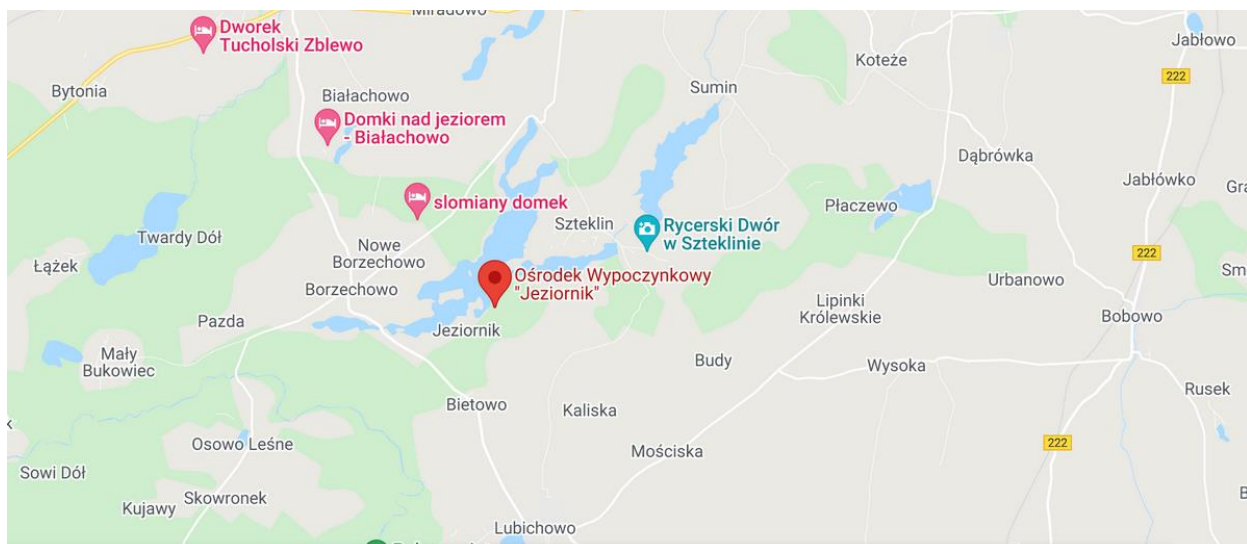 Miradowo
Dworek
Tucholski Zblewo
Jabłowo
Koteże
222
Bytonia
Białachowo
Sumin
Domki nad jeziorem
- Białachowo
Dąbrówka
Jabłówko
slomiany domek
Płaczewo
Szteklin
Rycerski Dwór
w Szteklinie
Twardy Dół
Nowe
Borzechowo
222
Łążek
Ośrodek Wypoczynkowy
"Jeziornik"
Urbanowo
Borzechowo
Lipinki
Królewskie
Bobowo
Pazda
Jeziornik
Mały
Bukowiec
Budy
Wysoka
Rusek
Bietowo
Kaliska
Osowo Leśne
222
Mościska
Sowi Dół
Skowronek
Kujawy
Lubichowo